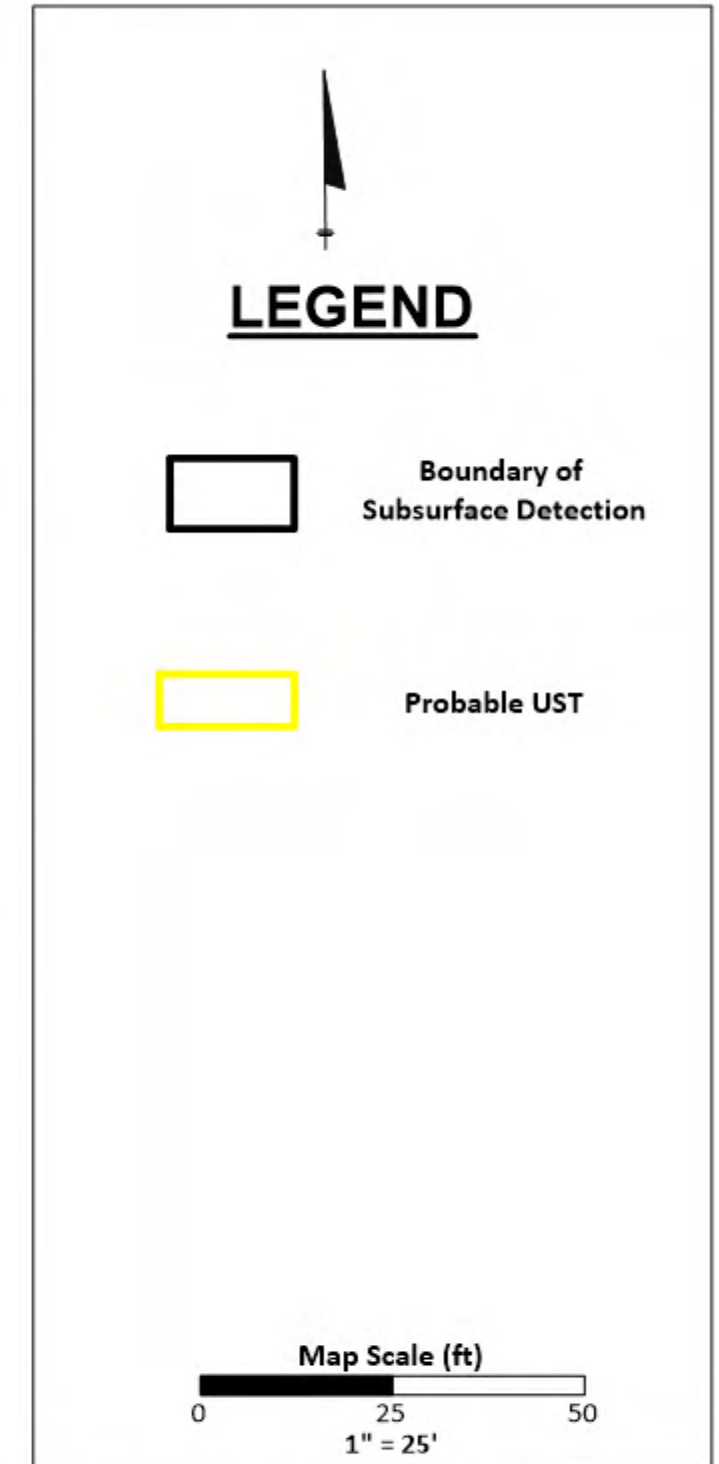 LEGEND
Boundary of
Subsurface Detection
Probable UST
Map Scale (ft)
0 25 50
1" = 25'